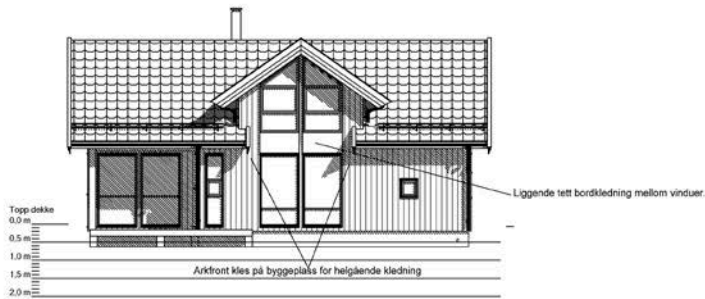 Liggende tett bordkledning mellom vinduer.
Topp dekke
0,0 m
0,5 m
1,0 m
Arkfront kles på byggeplass for helgående kledning
1,5 m
2,0 m